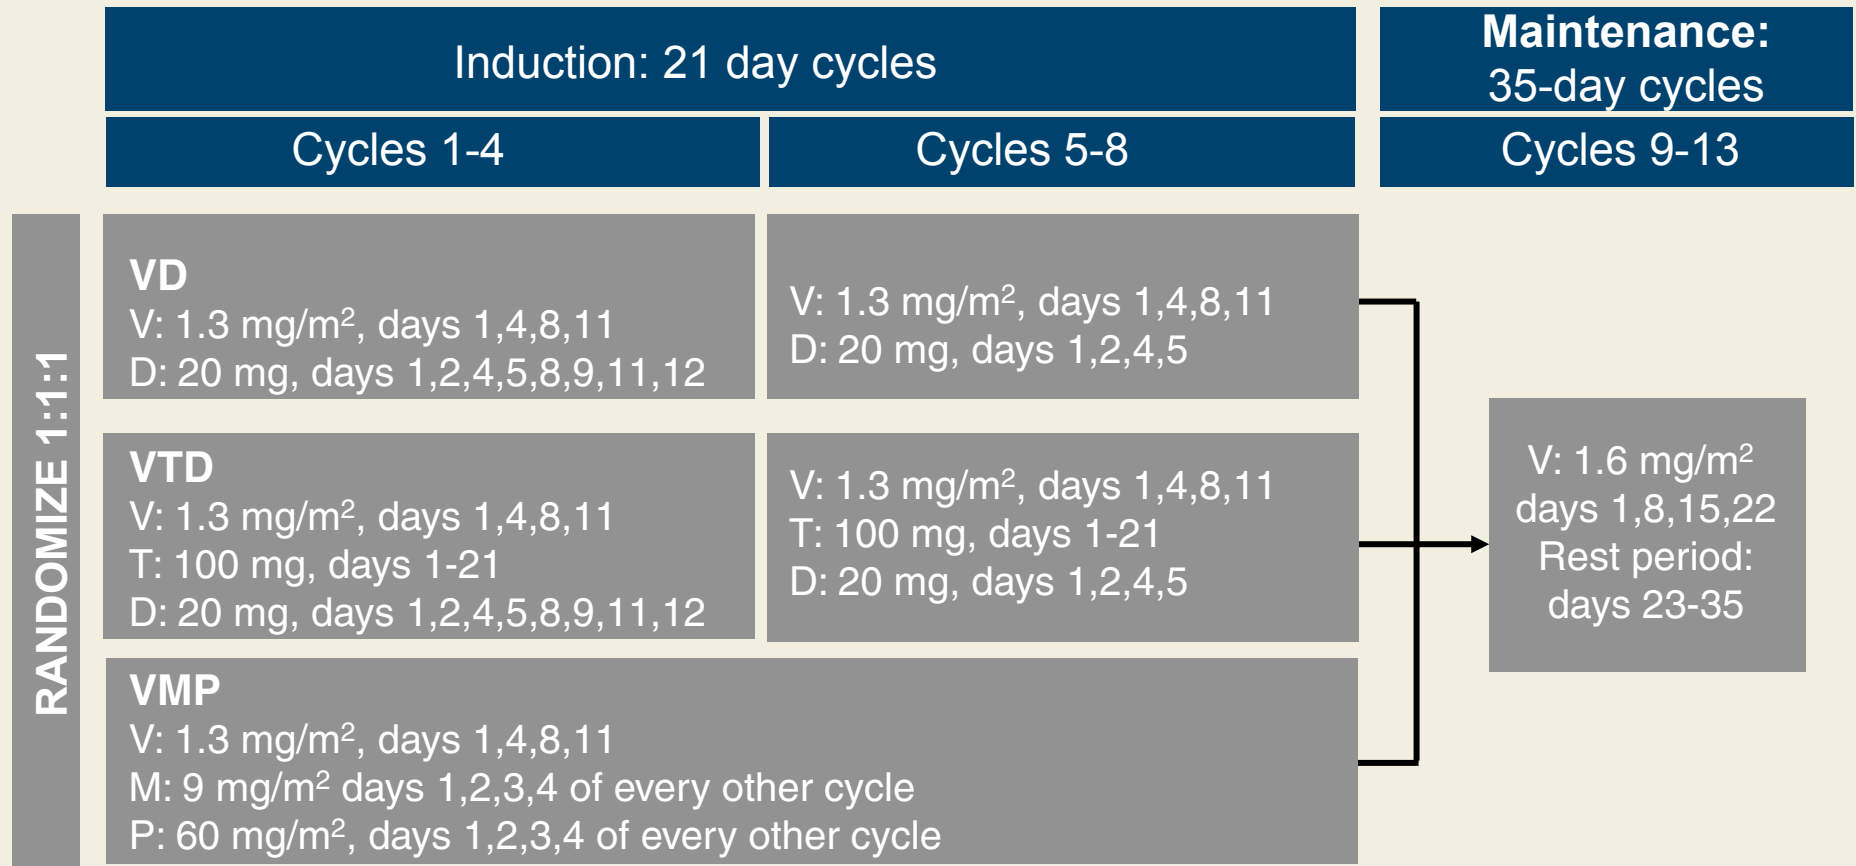 Induction: 21 day cycles
Maintenance:
35-day cycles
Cycles 1-4
Cycles 5-8
Cycles 9-13
RANDOMIZE 1:1:1
VD
V: 1.3 mg/m², days 1,4,8,11
D: 20 mg, days 1,2,4,5,8,9,11,12
V: 1.3 mg/m², days 1,4,8,11
D: 20 mg, days 1,2,4,5
VTD
V: 1.3 mg/m², days 1,4,8,11
T: 100 mg, days 1-21
D: 20 mg, days 1,2,4,5,8,9,11,12
V: 1.3 mg/m², days 1,4,8,11
T: 100 mg, days 1-21
D: 20 mg, days 1,2,4,5
VMP
V: 1.3 mg/m², days 1,4,8,11
M: 9 mg/m² days 1,2,3,4 of every other cycle
P: 60 mg/m², days 1,2,3,4 of every other cycle
V: 1.6 mg/m²
days 1,8,15,22
Rest period:
days 23-35